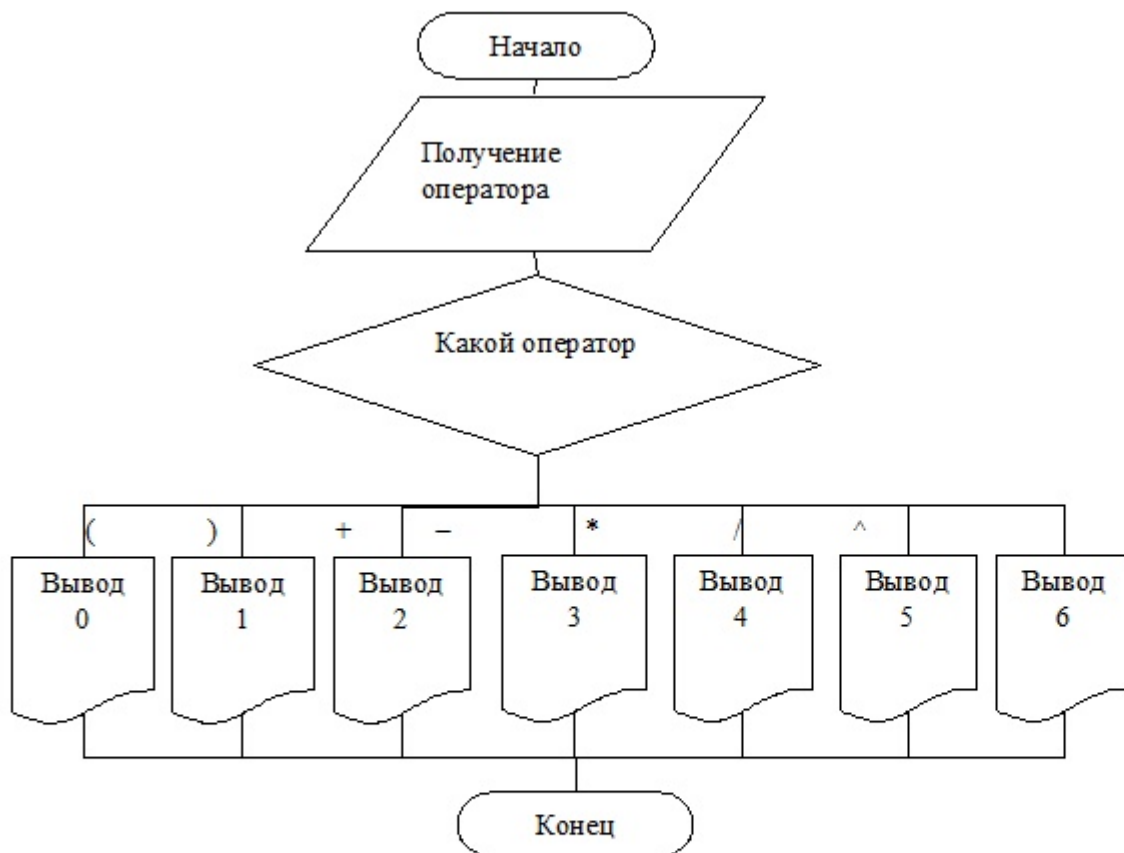 Начало
Получение
оператора
Какой оператор
( ) + – * / ^
Вывод
0
Вывод
1
Вывод
2
Вывод
3
Вывод
4
Вывод
5
Вывод
6
Конец